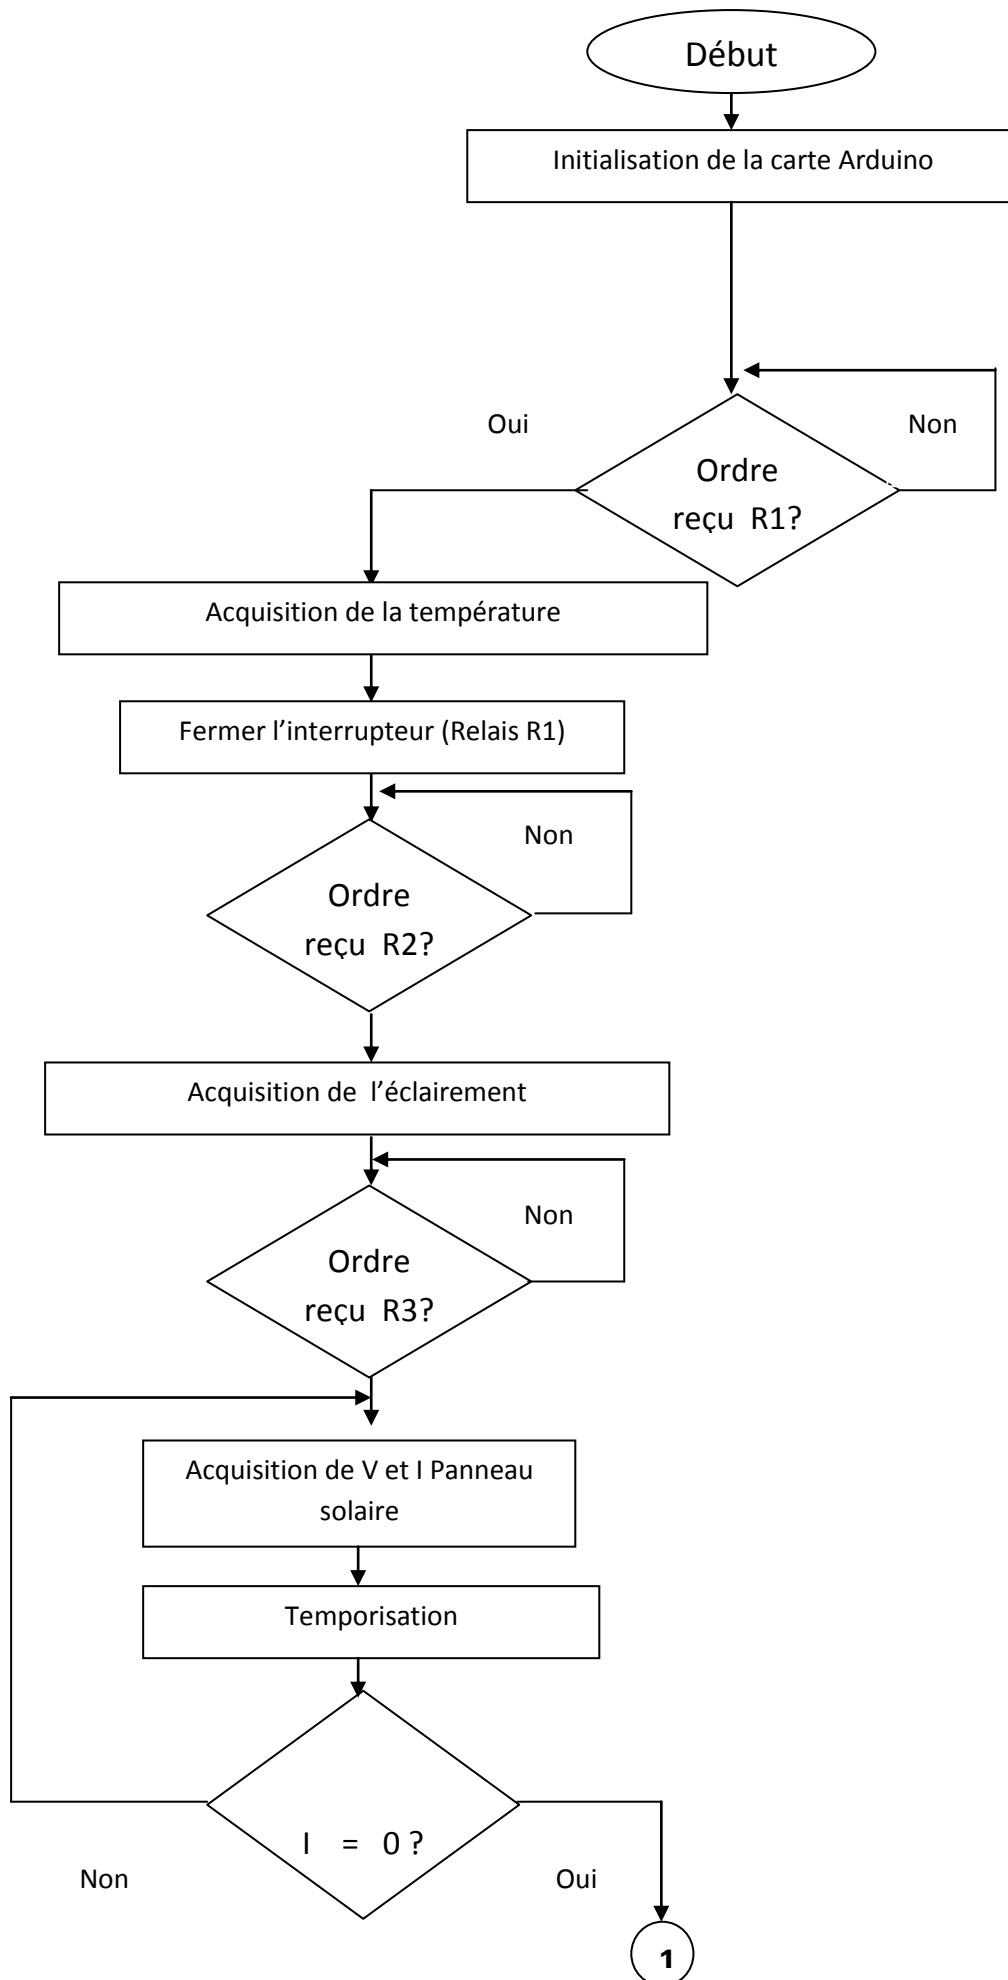 Début
Initialisation de la carte Arduino
Oui
Non
Ordre
reçu R1?
Acquisition de la température
Fermer l’interrupteur (Relais R1)
Non
Ordre
reçu R2?
Acquisition de l’éclairement
Non
Ordre
reçu R3?
Acquisition de V et I Panneau
solaire
Temporisation
I = 0 ?
Non
Oui
1